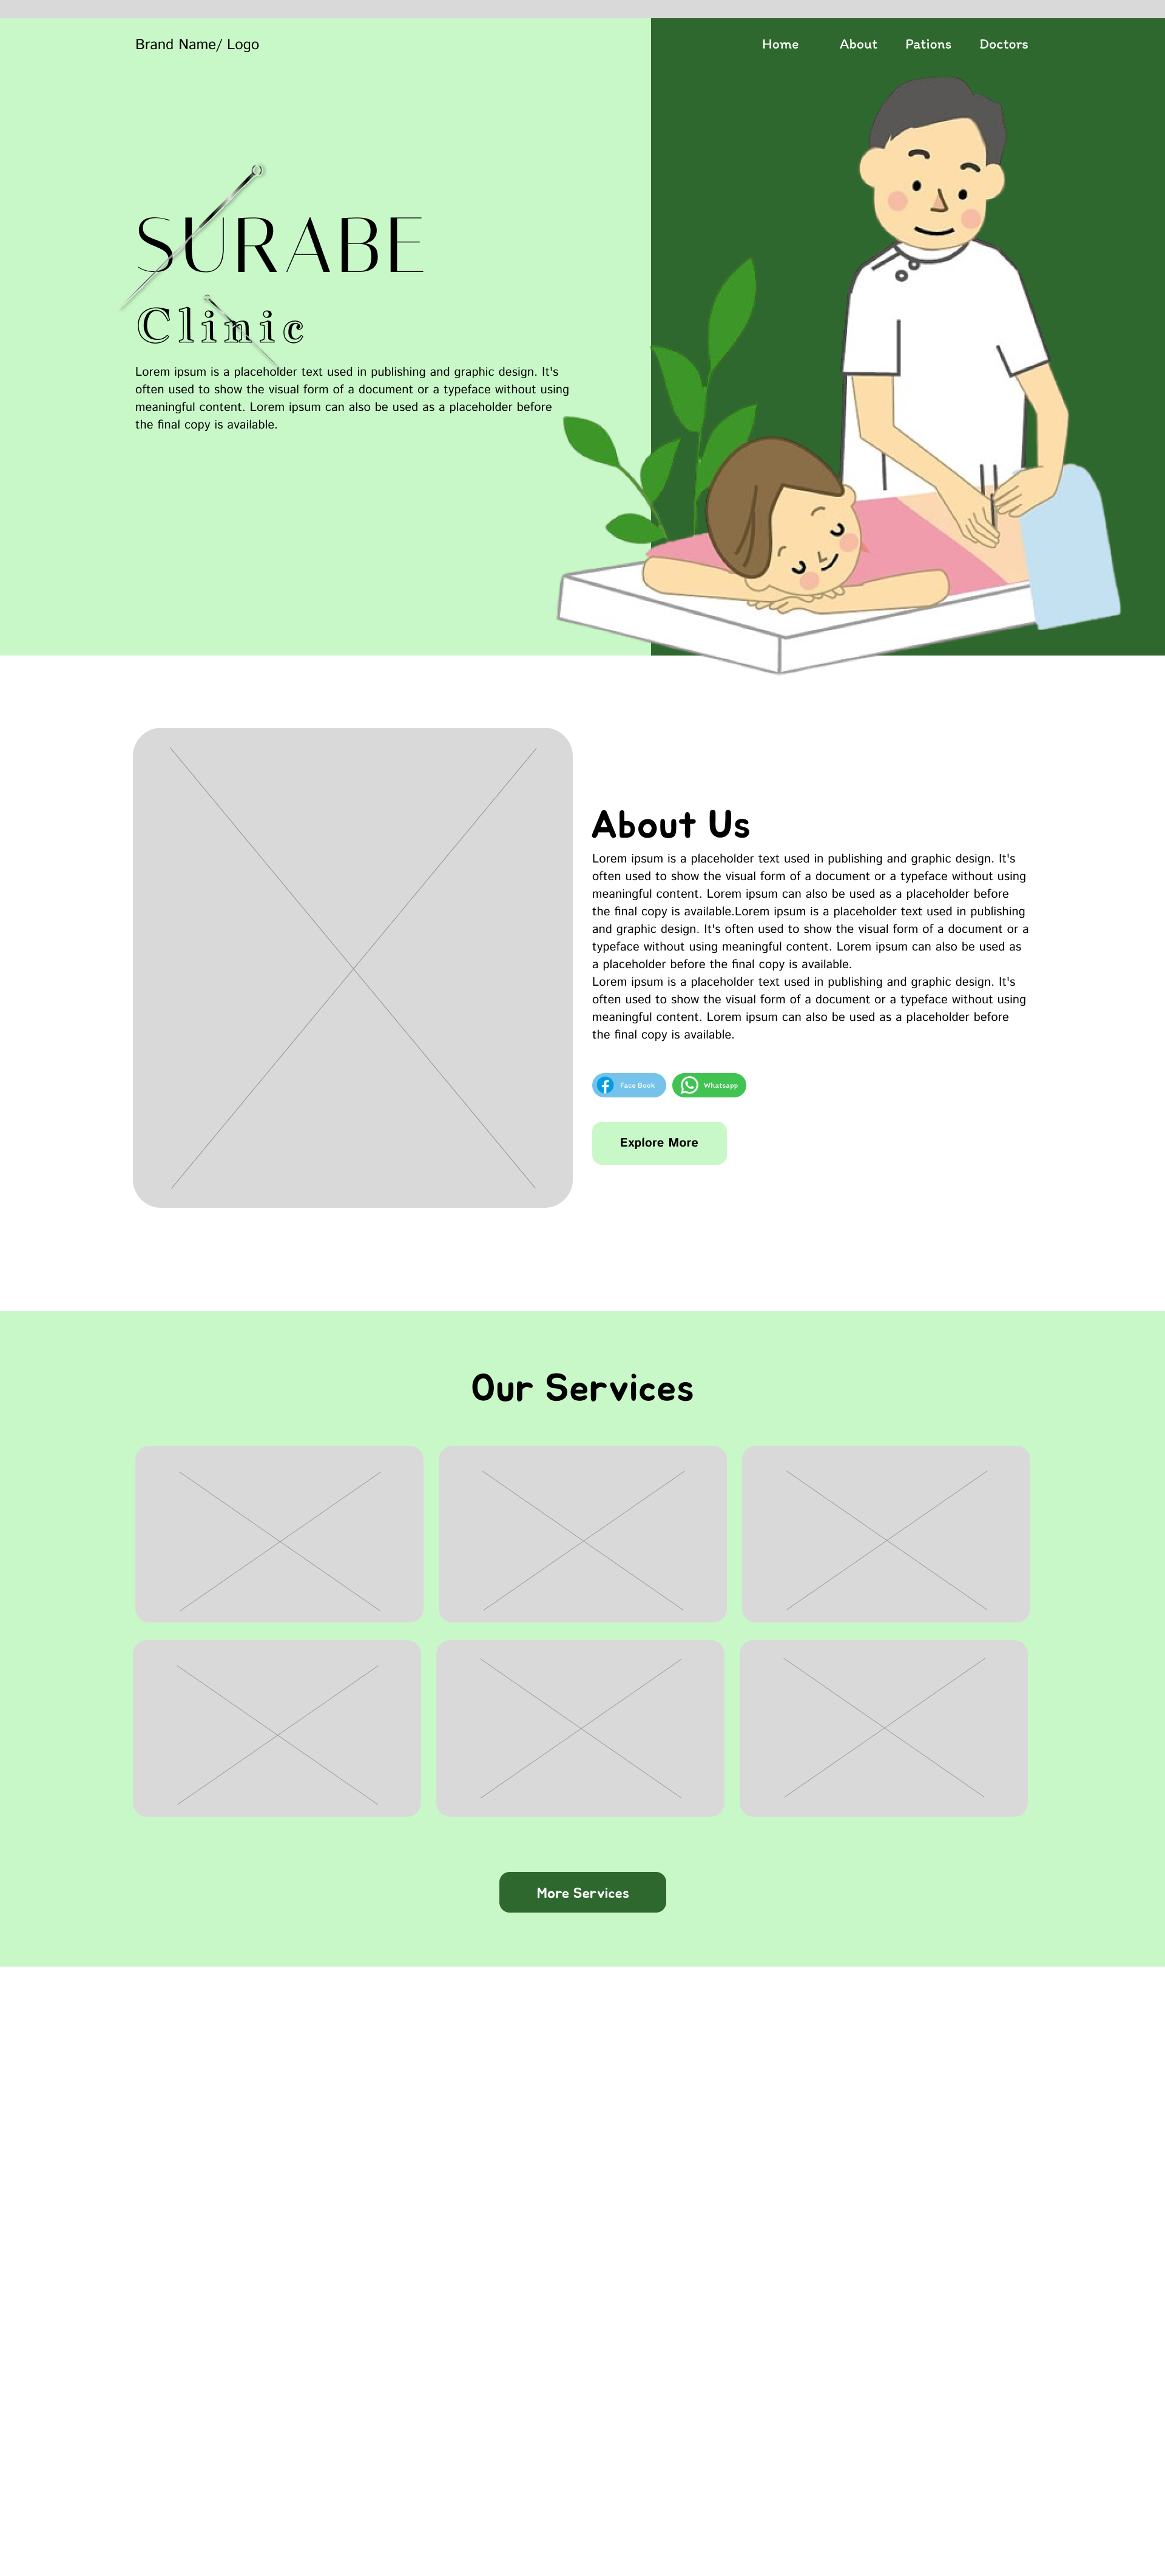 Brand Name/ Logo
Home About Pations Doctors
SURABE
Clinic
Lorem ipsum is a placeholder text used in publishing and graphic design. It's
often used to show the visual form of a document or a typeface without using
meaningful content. Lorem ipsum can also be used as a placeholder before
the final copy is available.
About Us
Lorem ipsum is a placeholder text used in publishing and graphic design. It's
often used to show the visual form of a document or a typeface without using
meaningful content. Lorem ipsum can also be used as a placeholder before
the final copy is available.Lorem ipsum is a placeholder text used in publishing
and graphic design. It's often used to show the visual form of a document or a
typeface without using meaningful content. Lorem ipsum can also be used as
a placeholder before the final copy is available.
Lorem ipsum is a placeholder text used in publishing and graphic design. It's
often used to show the visual form of a document or a typeface without using
meaningful content. Lorem ipsum can also be used as a placeholder before
the final copy is available.
Face Book Whatsapp
Explore More
Our Services
More Services